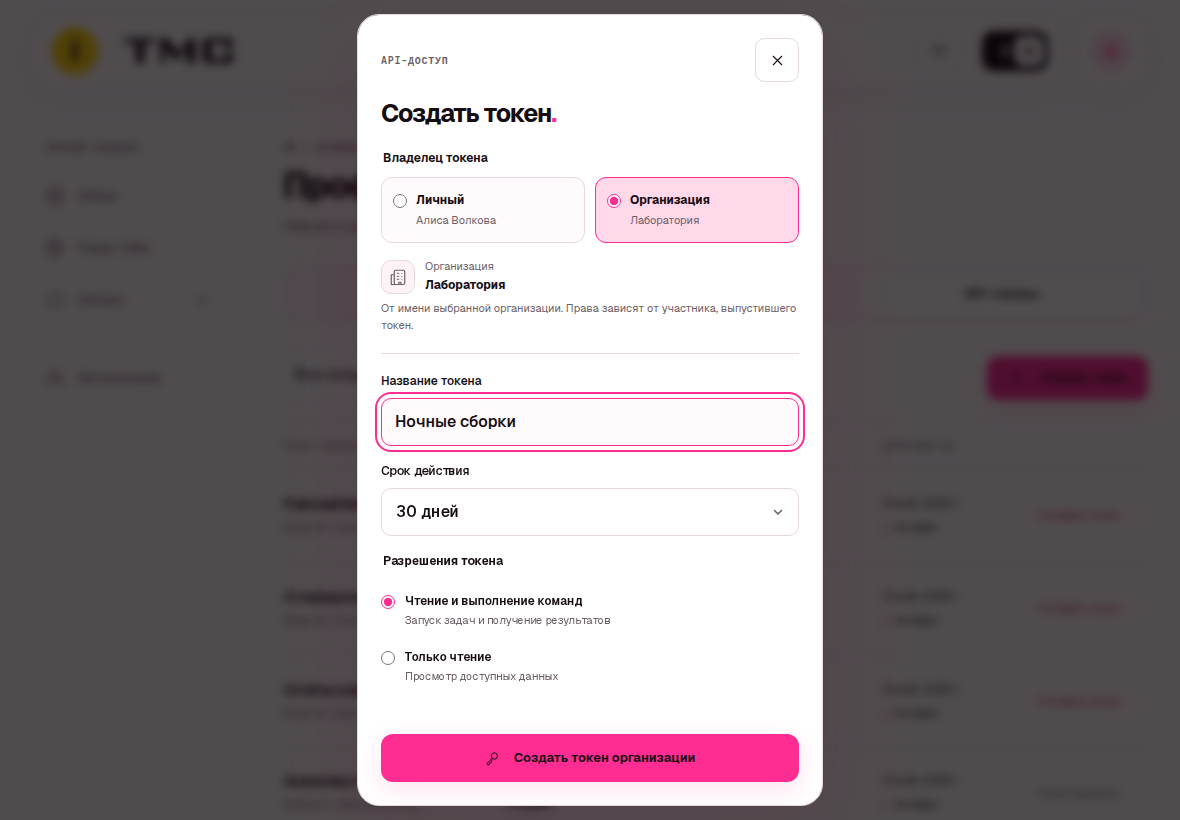 TMC
API-ДОСТУП
Создать токен.
Владелец токена
Личный
Алиса Волкова
Организация
Лаборатория
Организация
Лаборатория
От имени выбранной организации. Права зависят от участника, выпустившего
токен.
Название токена
Ночные сборки
Срок действия
30 дней
Разрешения токена
Чтение и выполнение команд
Запуск задач и получение результатов
Только чтение
Просмотр доступных данных
Создать токен организации